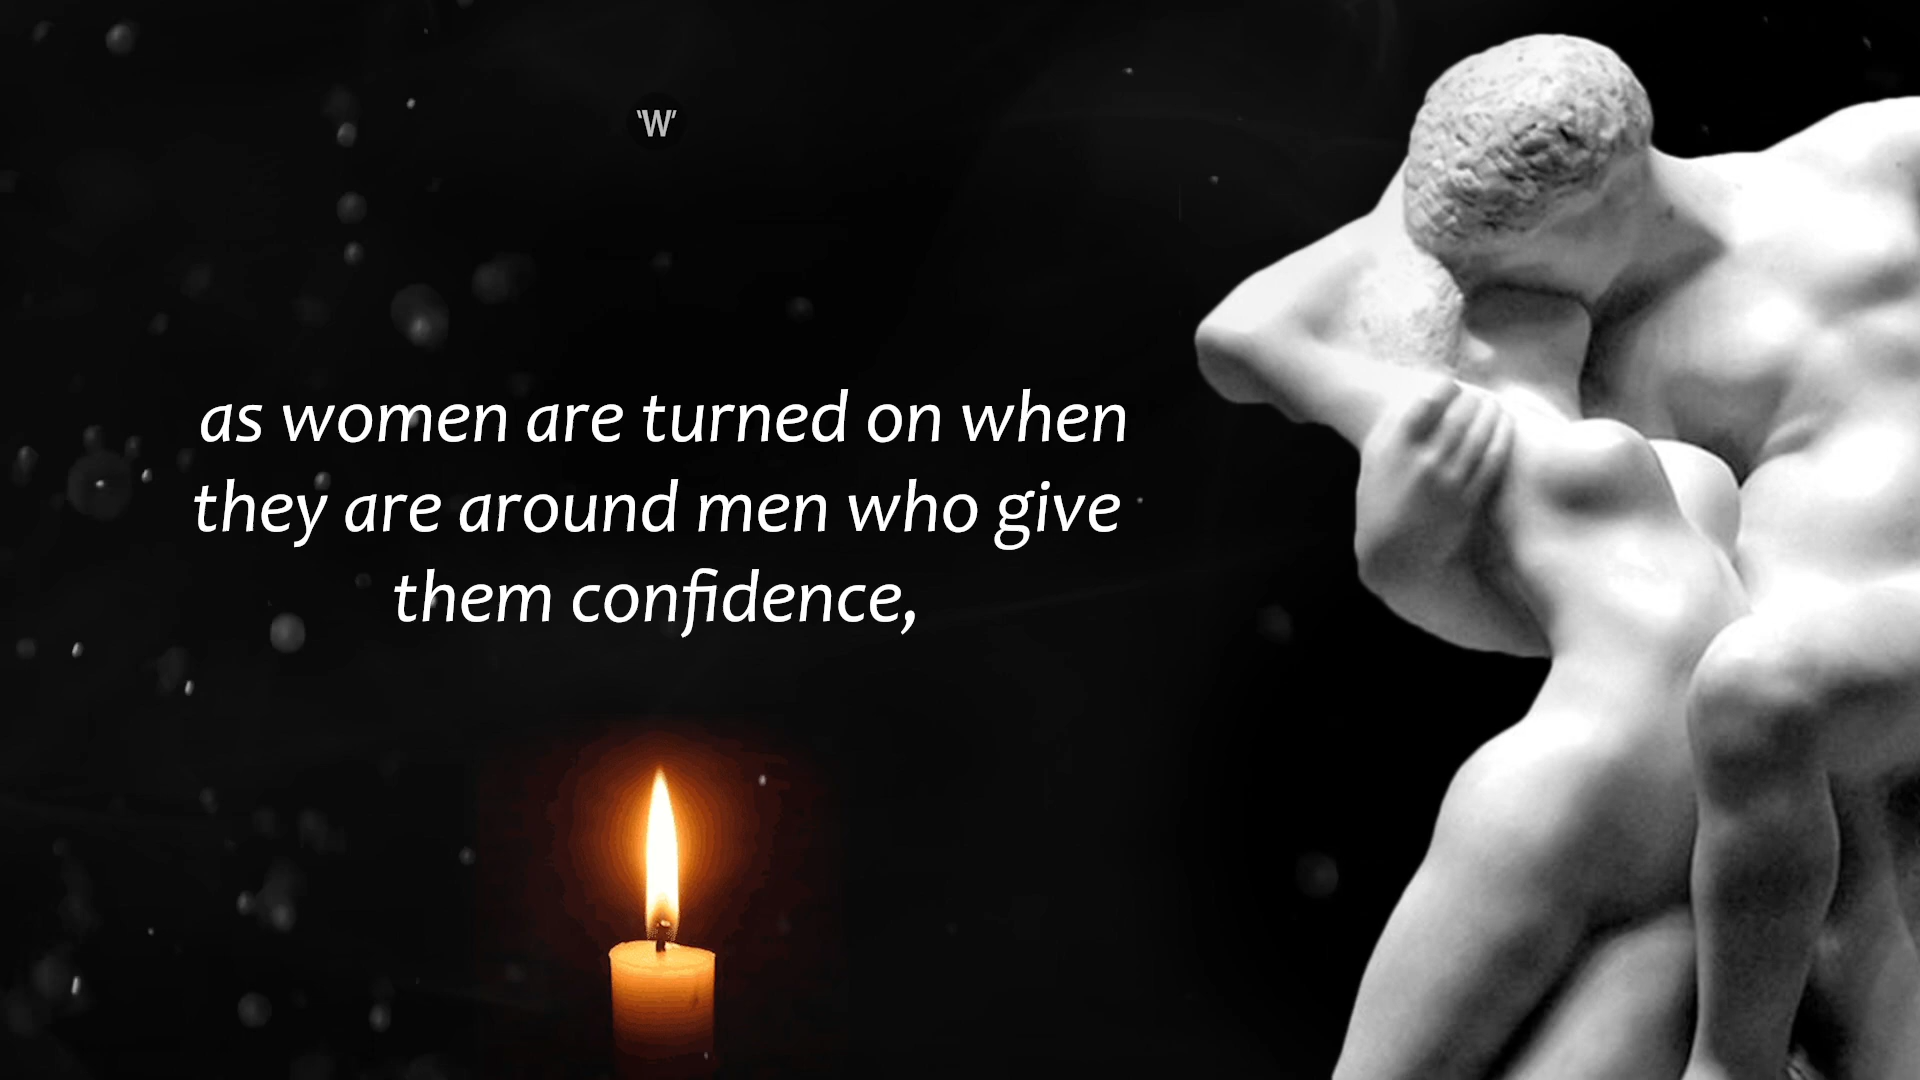 'W'
as women are turned on when
they are around men who give
them confidence,